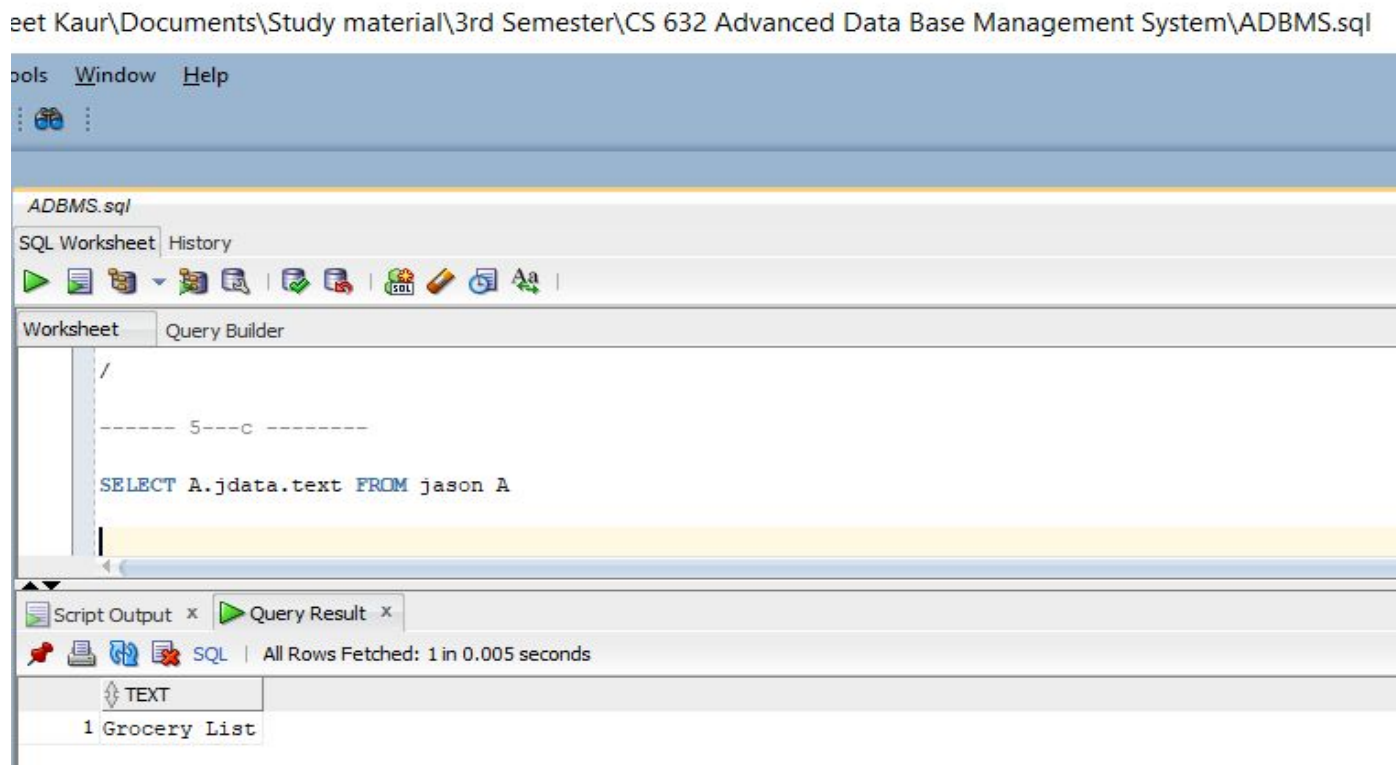 eet Kaur\Documents\Study material\3rd Semester\CS 632 Advanced Data Base Management System\ADBMS.sql
ools Window Help
ADBMS.sql
SQL Worksheet History
Worksheet Query Builder
/
------ 5---c --------
SELECT A.jdata.text FROM jason A
Script Output x Query Result x
SQL | All Rows Fetched: 1 in 0.005 seconds
TEXT
1 Grocery List